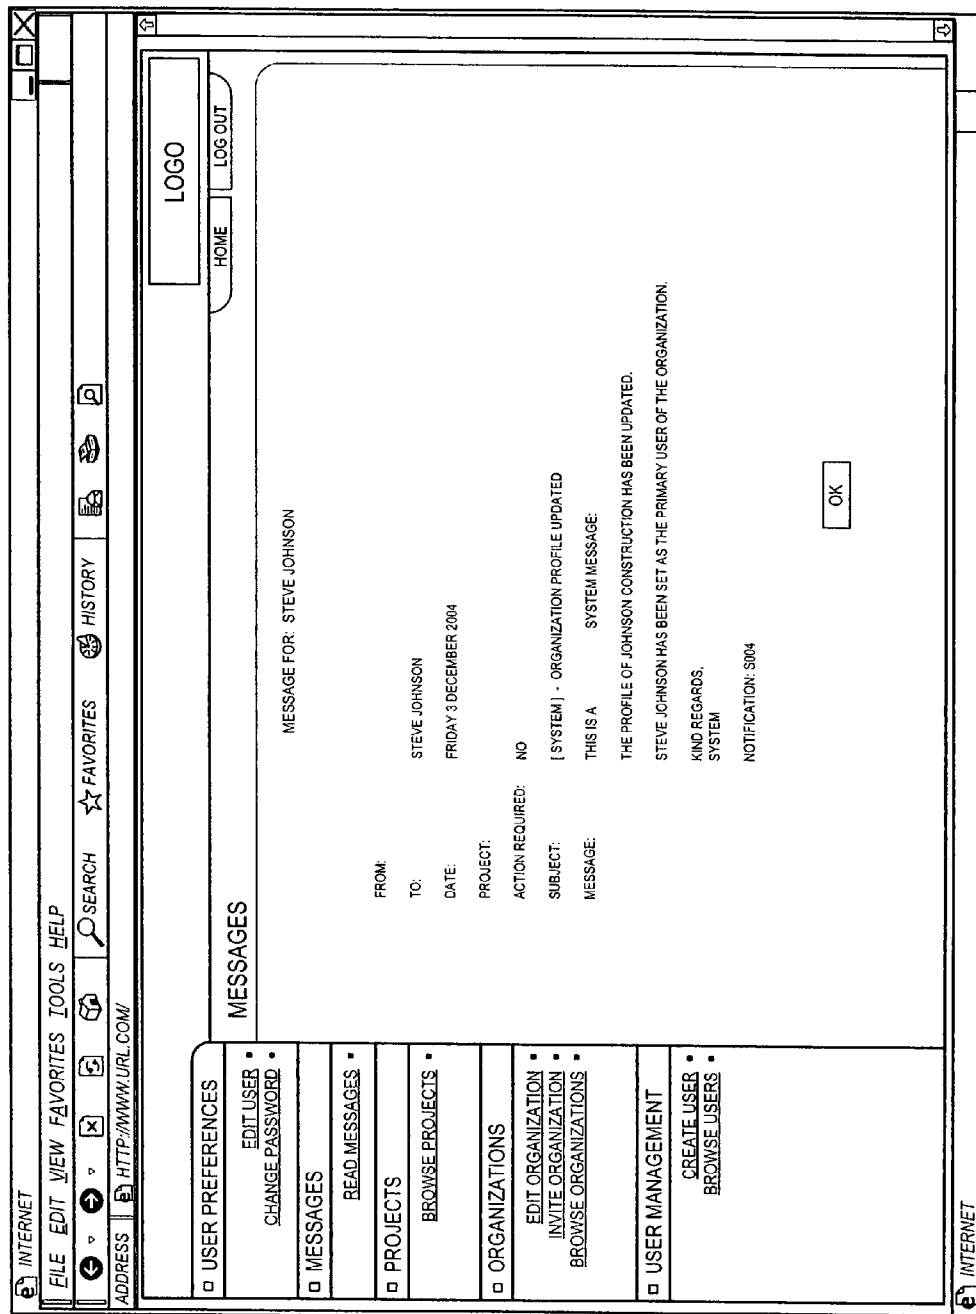 INTERNET
FILE EDIT VIEW FAVORITES TOOLS HELP
SEARCH FAVORITES HISTORY
ADDRESS HTTP://WWW.URL.COM/
LOGO
HOME LOG OUT
USER PREFERENCES
EDIT USER
CHANGE PASSWORD
MESSAGES
READ MESSAGES
PROJECTS
BROWSE PROJECTS
ORGANIZATIONS
EDIT ORGANIZATION
INVITE ORGANIZATION
BROWSE ORGANIZATIONS
USER MANAGEMENT
CREATE USER
BROWSE USERS
MESSAGES
MESSAGE FOR: STEVE JOHNSON
FROM:
TO: STEVE JOHNSON
DATE: FRIDAY 3 DECEMBER 2004
PROJECT:
ACTION REQUIRED: NO
SUBJECT: [ SYSTEM ] - ORGANIZATION PROFILE UPDATED
MESSAGE: THIS IS A SYSTEM MESSAGE:
THE PROFILE OF JOHNSON CONSTRUCTION HAS BEEN UPDATED.
STEVE JOHNSON HAS BEEN SET AS THE PRIMARY USER OF THE ORGANIZATION.
KIND REGARDS,
SYSTEM
NOTIFICATION: S004
OK
INTERNET